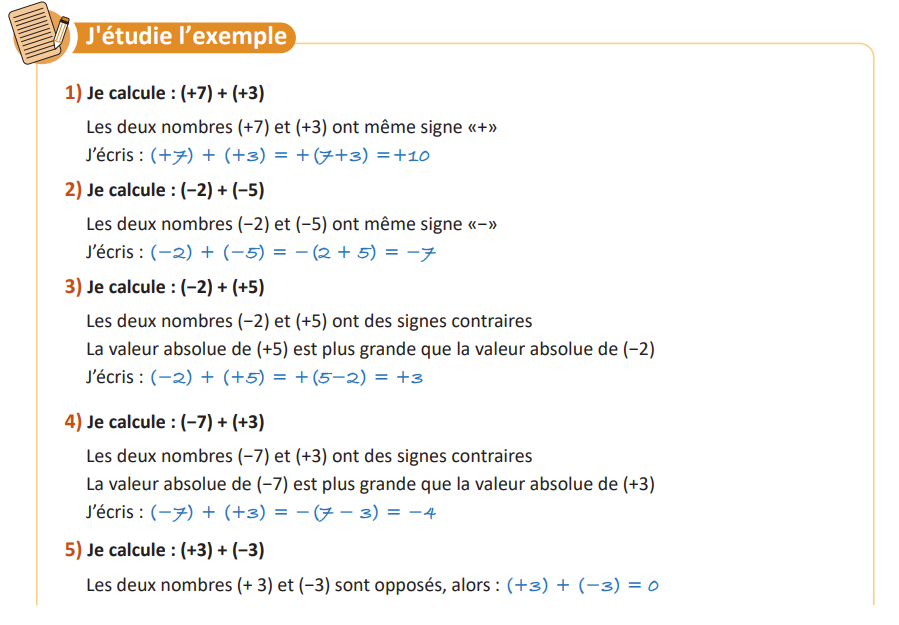 J'étudie l’exemple
1) Je calcule : (+7) + (+3)
Les deux nombres (+7) et (+3) ont même signe «+»
J’écris : (+7) + (+3) = +(7+3) =+10
2) Je calcule : (−2) + (−5)
Les deux nombres (−2) et (−5) ont même signe «−»
J’écris : (−2) + (−5) = −(2 + 5) = −7
3) Je calcule : (−2) + (+5)
Les deux nombres (−2) et (+5) ont des signes contraires
La valeur absolue de (+5) est plus grande que la valeur absolue de (−2)
J’écris : (−2) + (+5) = +(5−2) = +3
4) Je calcule : (−7) + (+3)
Les deux nombres (−7) et (+3) ont des signes contraires
La valeur absolue de (−7) est plus grande que la valeur absolue de (+3)
J’écris : (−7) + (+3) = −(7 − 3) = −4
5) Je calcule : (+3) + (−3)
Les deux nombres (+ 3) et (−3) sont opposés, alors : (+3) + (−3) = 0